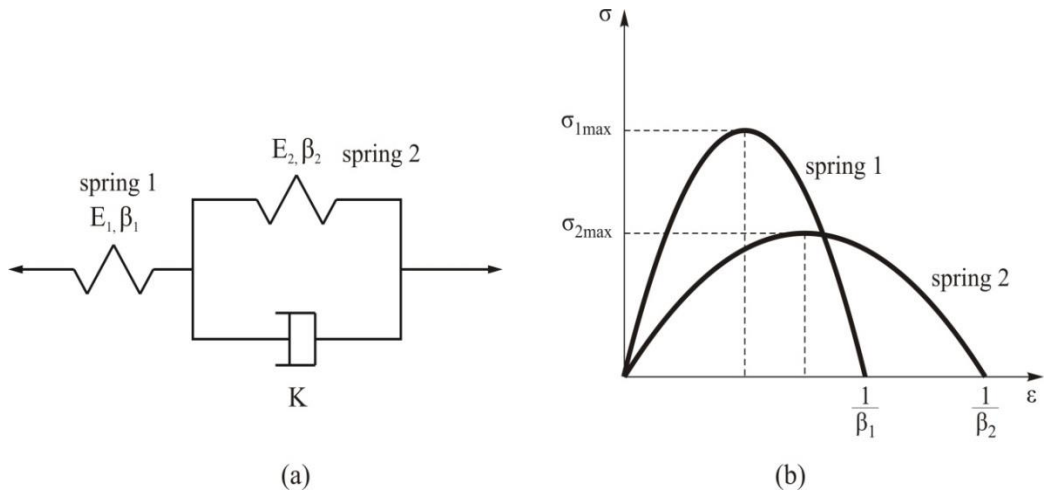 spring 1
E₁, β₁
E₂, β₂
spring 2
K
(a)
σ
σ₁max
σ₂max
spring 1
spring 2
1/β₁
1/β₂
ε
(b)